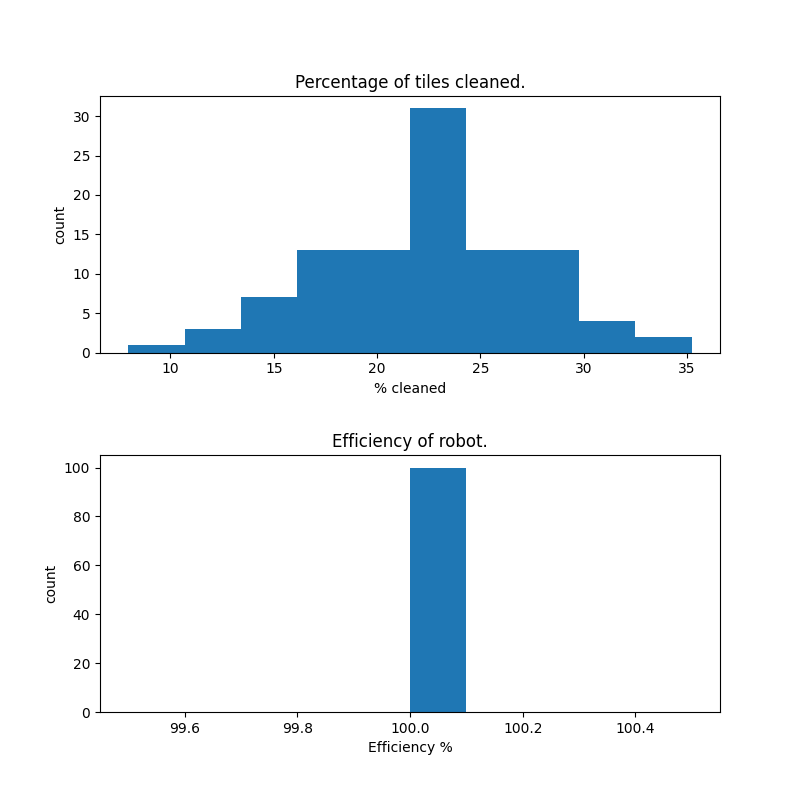 Percentage of tiles cleaned.
30
25
20
15
10
5
0
count
10 15 20 25 30 35
% cleaned
Efficiency of robot.
100
80
60
40
20
0
count
99.6 99.8 100.0 100.2 100.4
Efficiency %